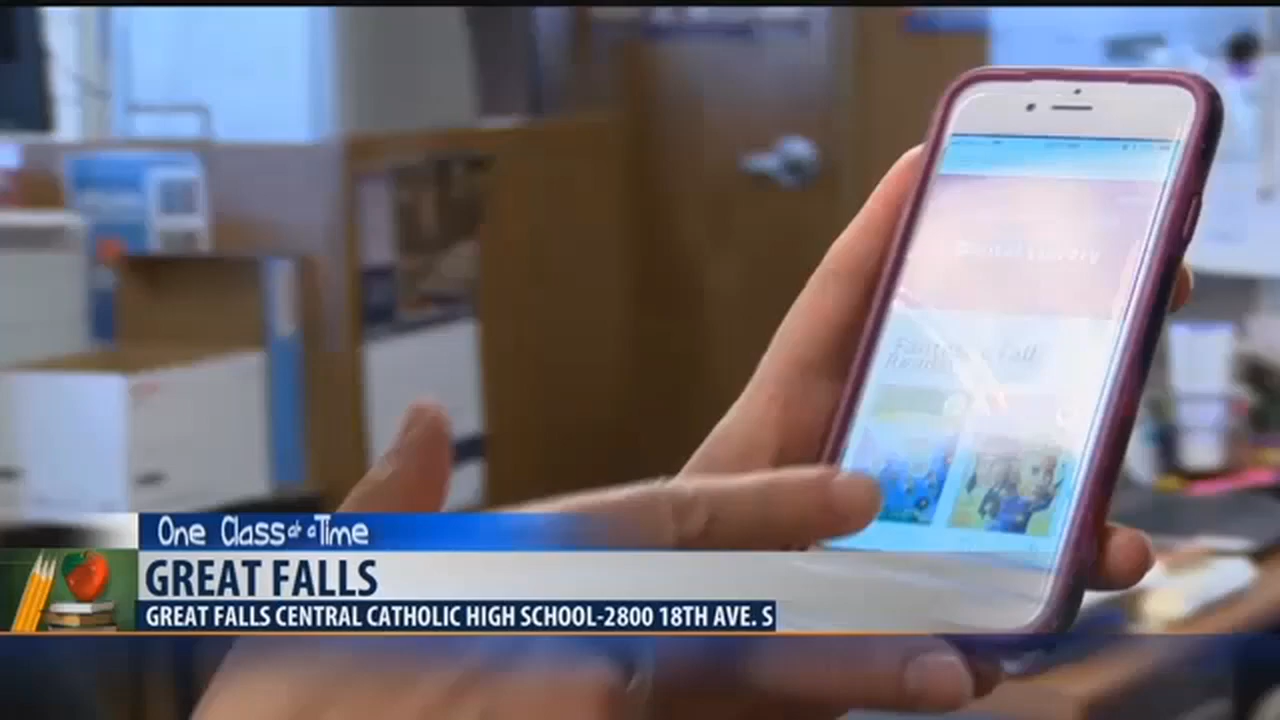 One Class at a Time
GREAT FALLS
GREAT FALLS CENTRAL CATHOLIC HIGH SCHOOL-2800 18TH AVE. S